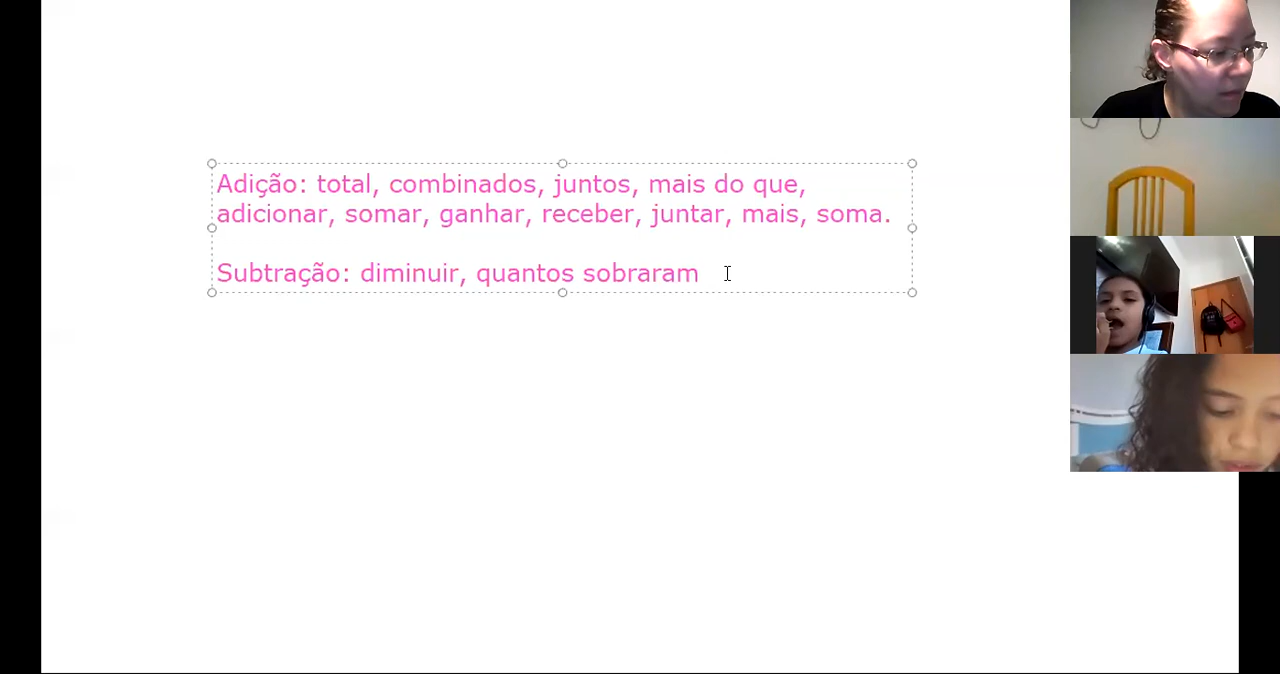 Adição: total, combinados, juntos, mais do que,
adicionar, somar, ganhar, receber, juntar, mais, soma.
Subtração: diminuir, quantos sobraram